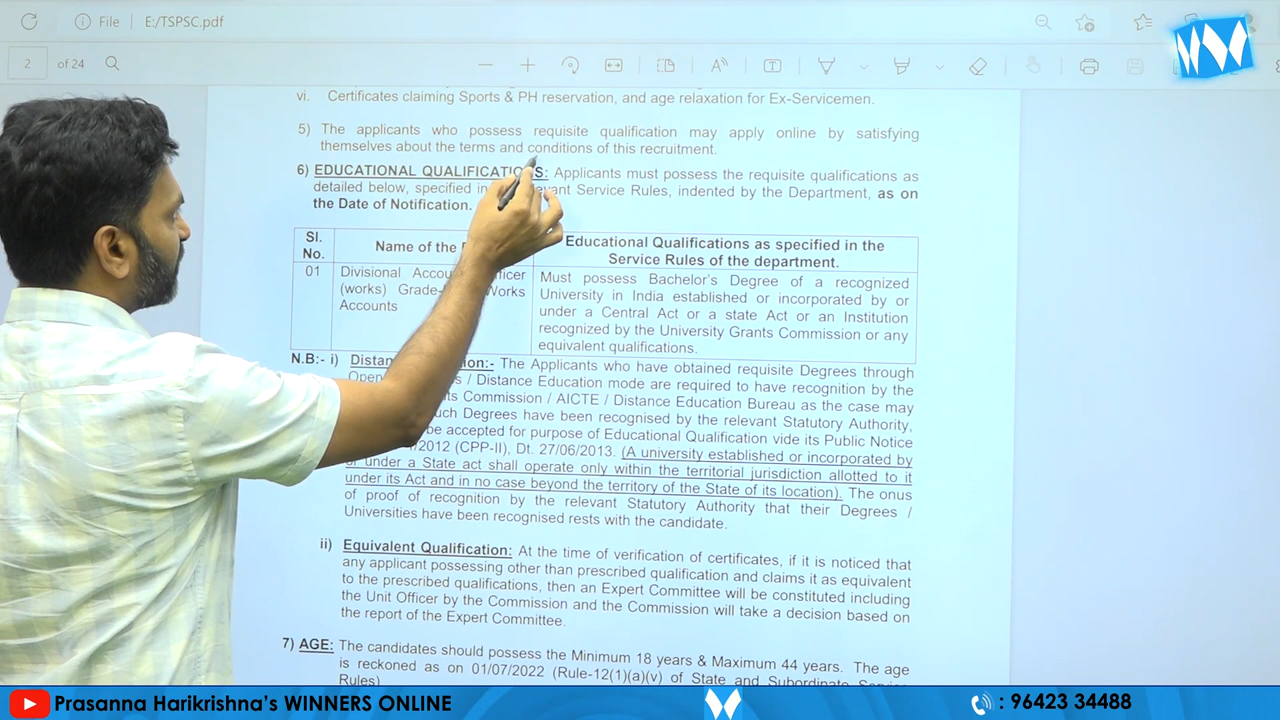 File E:/TSPSC.pdf
2 of 24
vi. Certificates claiming Sports & PH reservation, and age relaxation for Ex-Servicemen.
5) The applicants who possess requisite qualification may apply online by satisfying
themselves about the terms and conditions of this recruitment.
6) EDUCATIONAL QUALIFICATIONS: Applicants must possess the requisite qualifications as
detailed below, specified in Service Rules, indented by the Department, as on
the Date of Notification.
Sl. No. Name of the Educational Qualifications as specified in the
Service Rules of the department.
01 Divisional Officer Must possess Bachelor's Degree of a recognized
(works) Works University in India established or incorporated by or
Accounts under a Central Act or a state Act or an Institution
recognized by the University Grants Commission or any
equivalent qualifications.
N.B:- i) The Applicants who have obtained requisite Degrees through
/ Distance Education mode are required to have recognition by the
Commission / AICTE / Distance Education Bureau as the case may
Degrees have been recognised by the relevant Statutory Authority,
be accepted for purpose of Educational Qualification vide its Public Notice
(CPP-II), Dt. 27/06/2013. (A university established or incorporated by
or under a State act shall operate only within the territorial jurisdiction allotted to it
under its Act and in no case beyond the territory of the State of its location). The onus
of proof of recognition by the relevant Statutory Authority that their Degrees /
Universities have been recognised rests with the candidate.
ii) Equivalent Qualification: At the time of verification of certificates, if it is noticed that
any applicant possessing other than prescribed qualification and claims it as equivalent
to the prescribed qualifications, then an Expert Committee will be constituted including
the Unit Officer by the Commission and the Commission will take a decision based on
the report of the Expert Committee.
7) AGE: The candidates should possess the Minimum 18 years & Maximum 44 years. The age
is reckoned as on 01/07/2022 (Rule-12(1)(a)(v) of State and Subordinate Service
Rules)
Prasanna Harikrishna's WINNERS ONLINE : 96423 34488